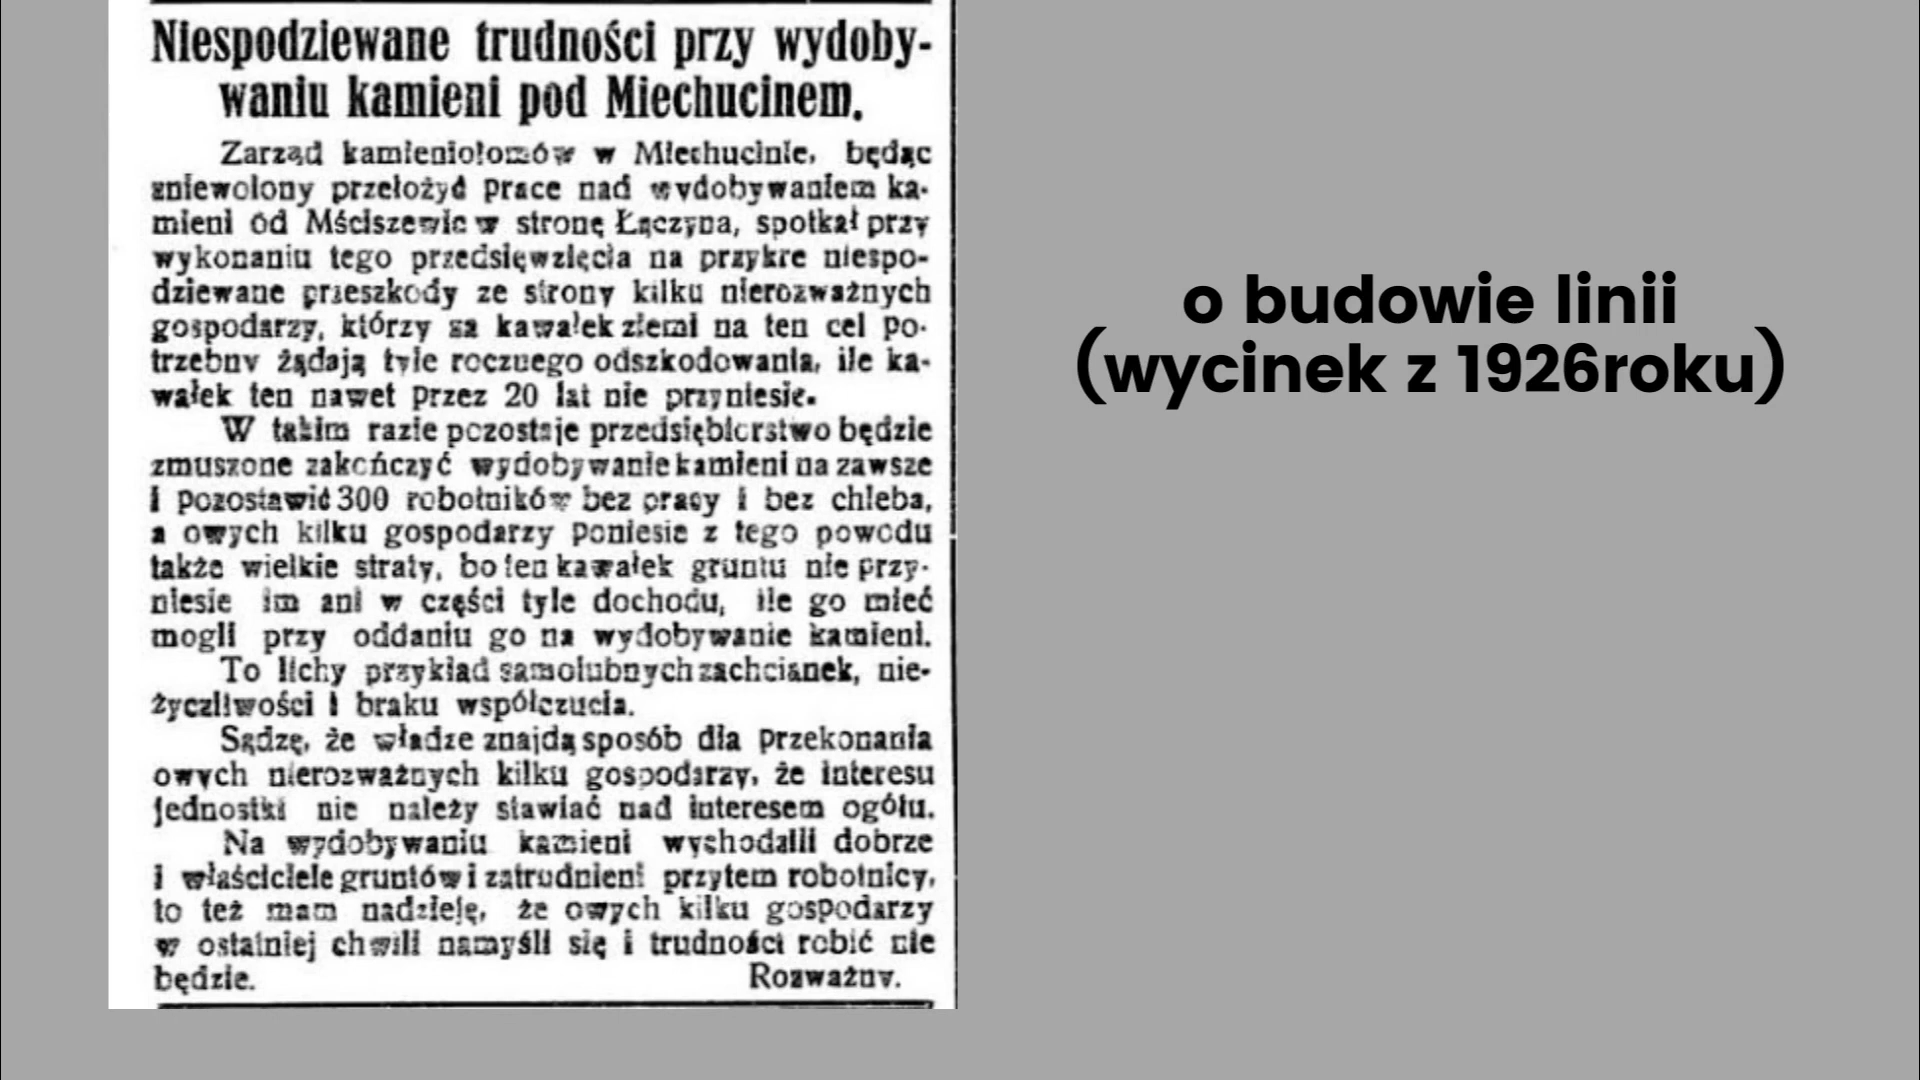 Niespodziewane trudności przy wydoby-
waniu kamieni pod Miechucinem.
Zarząd kamieniołomów w Miechucinie, będąc
zniewolony przełożyć prace nad wydobywaniem ka-
mieni od Mściszewic w stronę Łączyna, spotkał przy
wykonaniu tego przedsięwzięcia na przykre niespo-
dziewane przeszkody ze strony kilku nierozważnych
gospodarzy, którzy za kawałek ziemi na ten cel po-
trzebny żądają tyle rocznego odszkodowania, ile ka-
wałek ten nawet przez 20 lat nie przyniesie.
W takim razie pozostaje przedsiębiorstwo będzie
zmuszone zakończyć wydobywanie kamieni na zawsze
i pozostawić 300 robotników bez pracy i bez chleba,
a owych kilku gospodarzy poniesie z tego powodu
także wielkie straty, bo ten kawałek gruntu nie przy-
niesie im ani w części tyle dochodu, ile go mieć
mogli przy oddaniu go na wydobywanie kamieni.
To lichy przykład samolubnych zachcianek, nie-
życzliwości i braku współczucia.
Sądzę, że władze znajdą sposób dla przekonania
owych nierozważnych kilku gospodarzy, że interesu
jednostki nie należy stawiać nad interesem ogółu.
Na wydobywaniu kamieni wychodzili dobrze
i właściciele gruntów i zatrudnieni przytem robotnicy,
to też mam nadzieję, że owych kilku gospodarzy
w ostatniej chwili namyśli się i trudności robić nie
będzie. Rozważny.
o budowie linii
(wycinek z 1926roku)